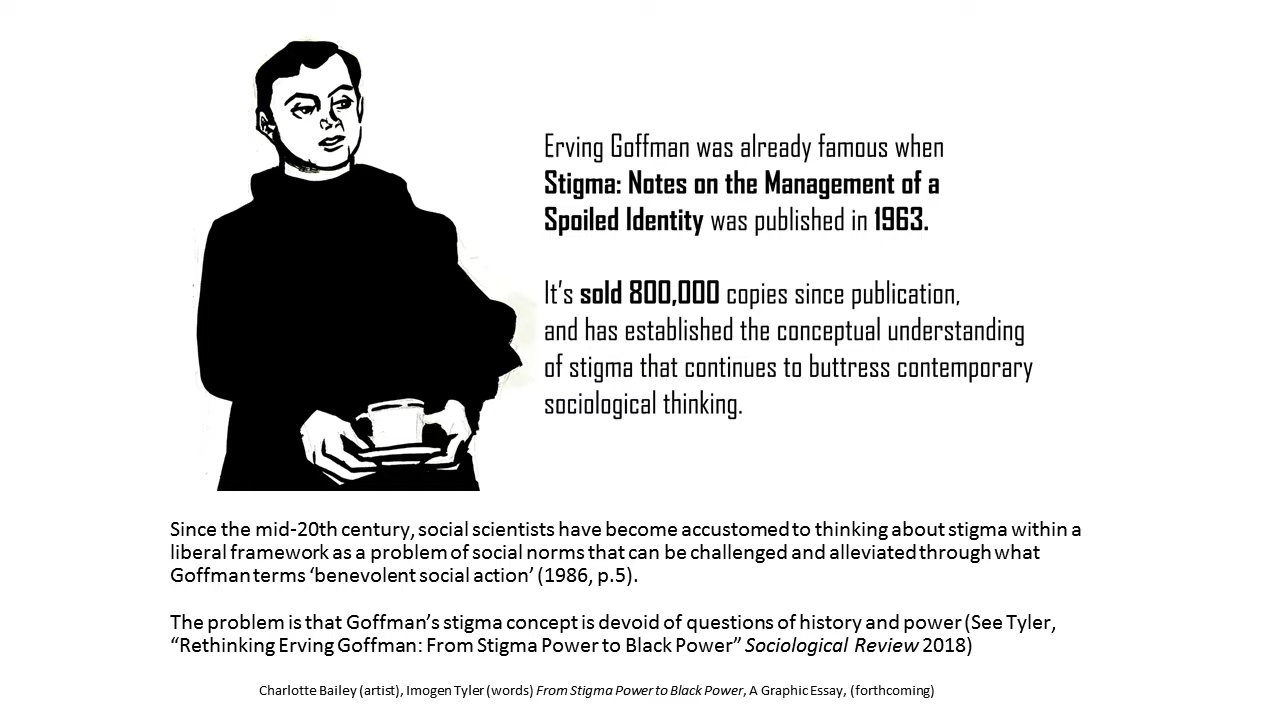 Erving Goffman was already famous when
Stigma: Notes on the Management of a
Spoiled Identity was published in 1963.
It's sold 800,000 copies since publication,
and has established the conceptual understanding
of stigma that continues to buttress contemporary
sociological thinking.
Since the mid-20th century, social scientists have become accustomed to thinking about stigma within a
liberal framework as a problem of social norms that can be challenged and alleviated through what
Goffman terms ‘benevolent social action’ (1986, p.5).
The problem is that Goffman’s stigma concept is devoid of questions of history and power (See Tyler,
“Rethinking Erving Goffman: From Stigma Power to Black Power” Sociological Review 2018)
Charlotte Bailey (artist), Imogen Tyler (words) From Stigma Power to Black Power, A Graphic Essay, (forthcoming)